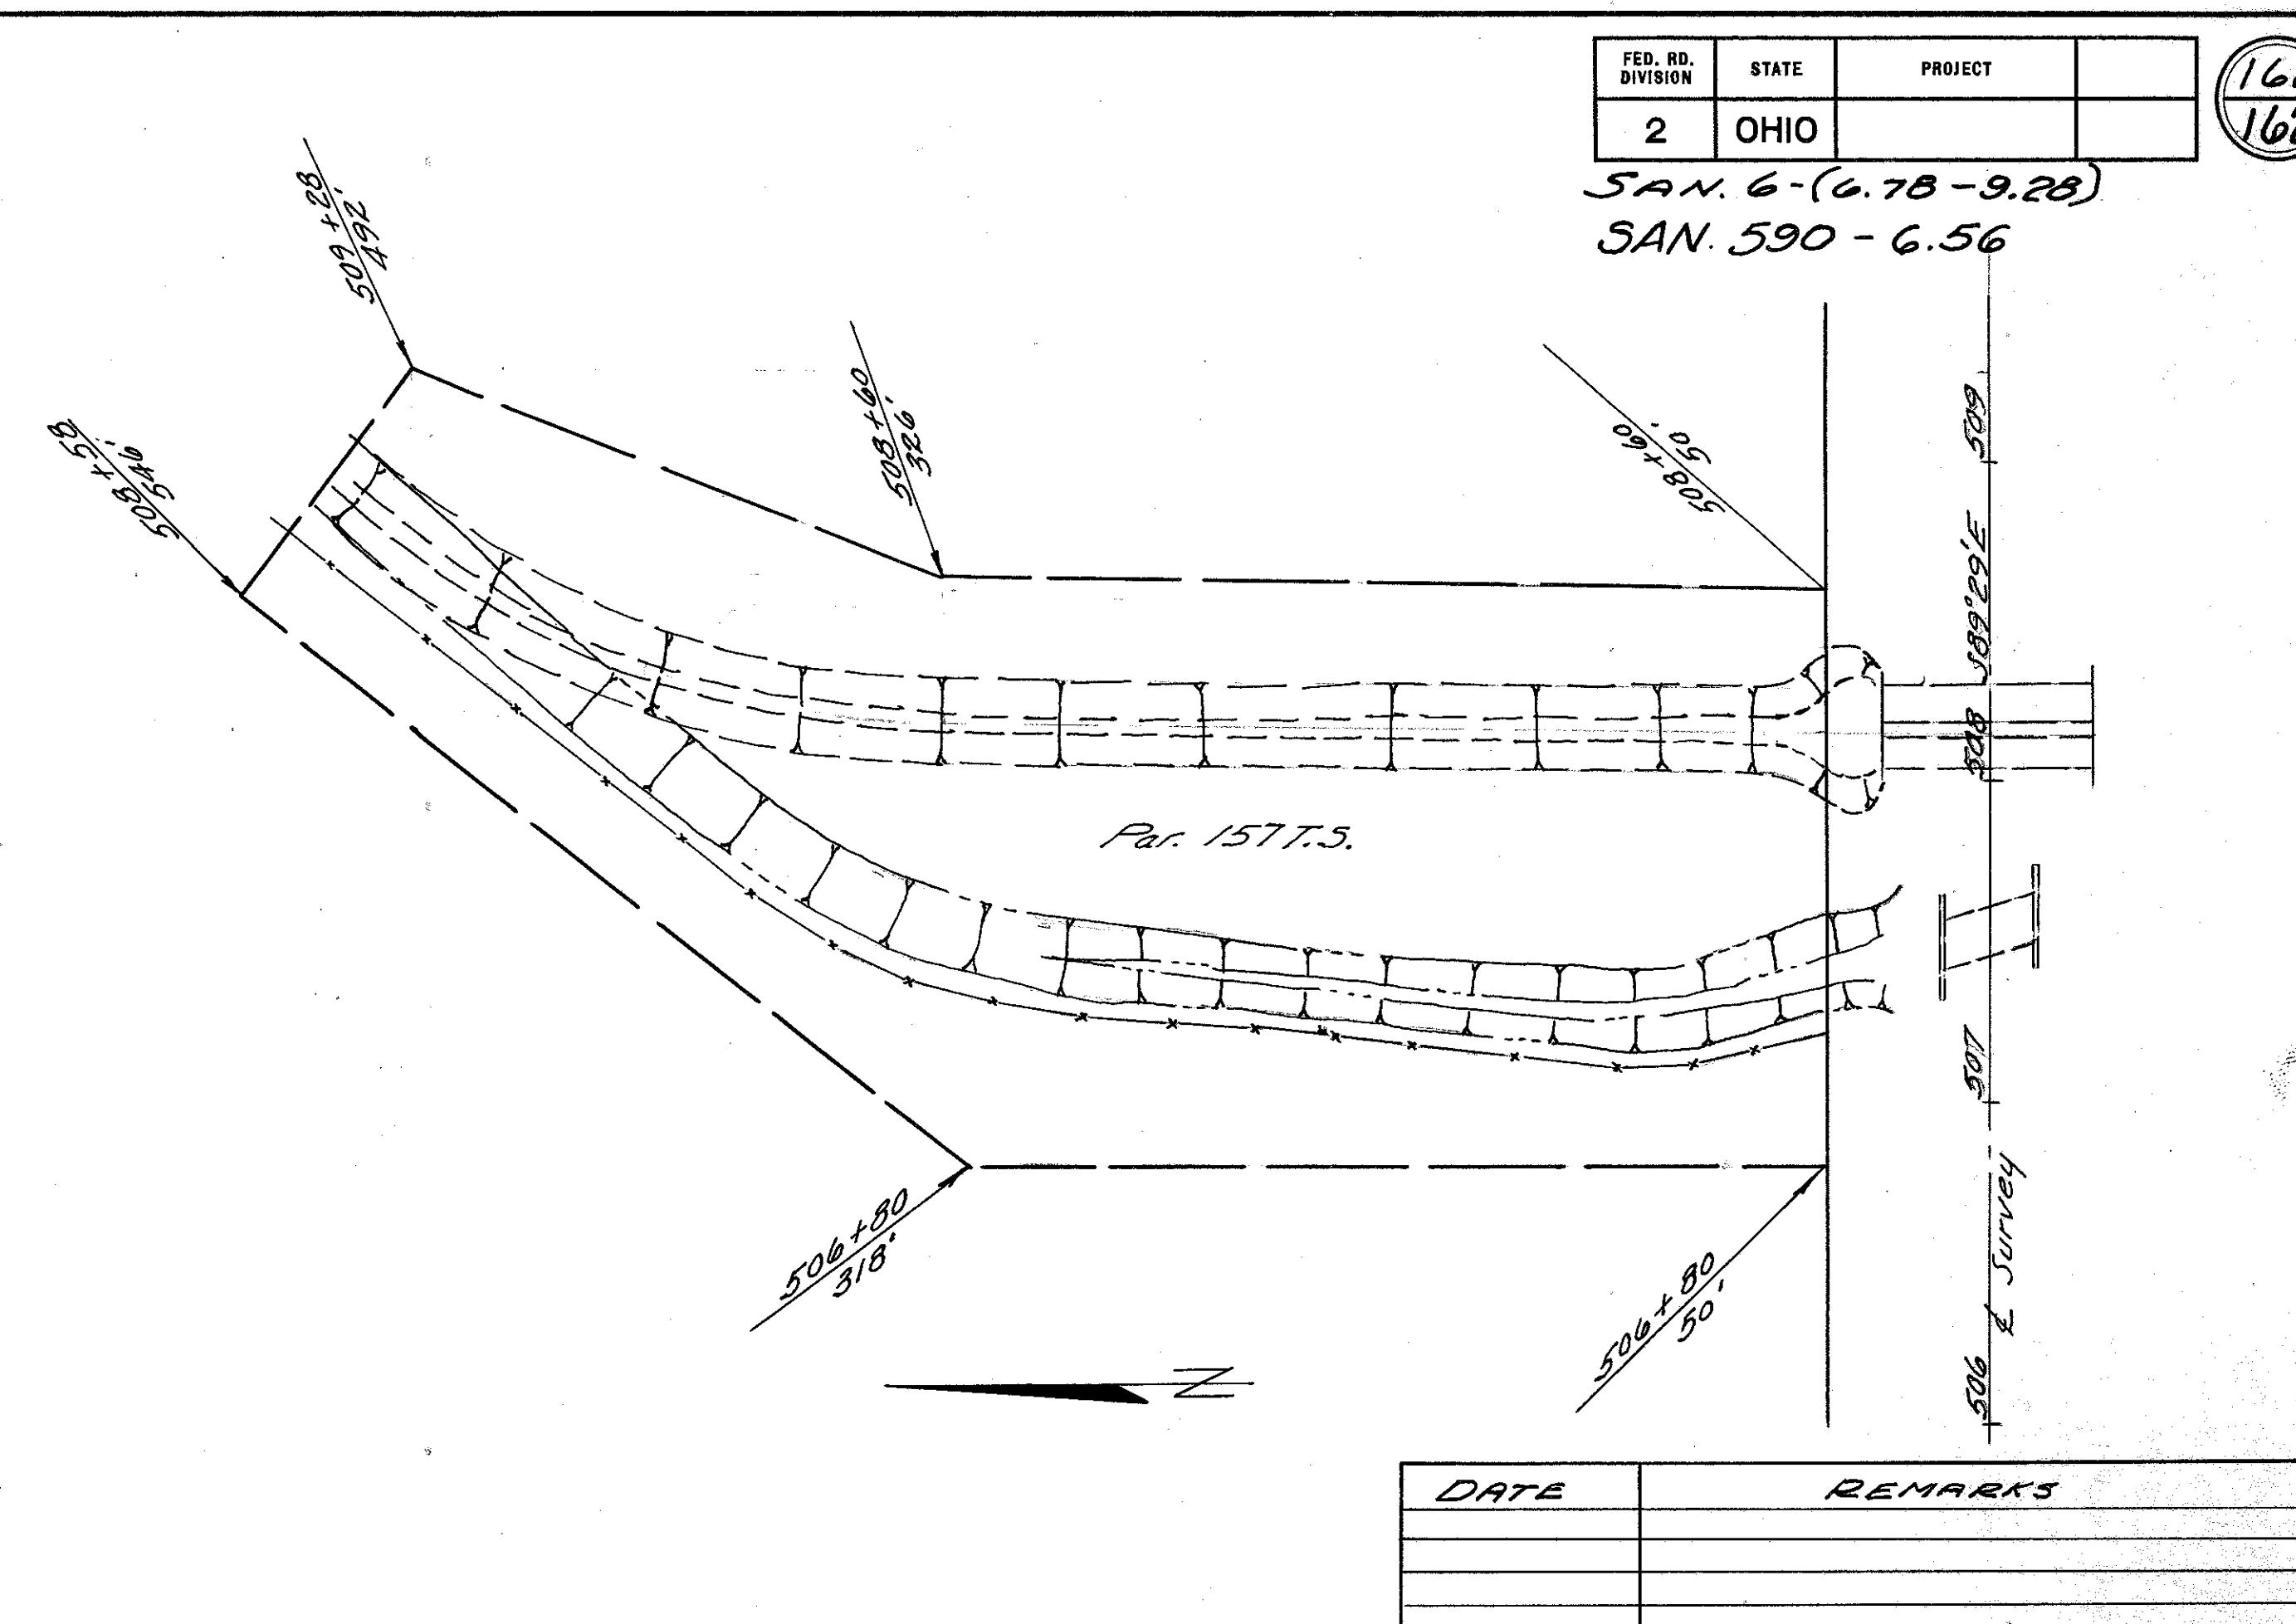 FED. RD. DIVISION
STATE
PROJECT
2
OHIO
SAN. 6-(6.78-9.28)
SAN. 590-6.56
509+28
492'
508+58
546'
508+60
326'
508+60
50'
509
S89°29'E
508
Par. 157 T.S.
507
℄ Survey
506
506+80
318'
506+80
50'
N
DATE
REMARKS